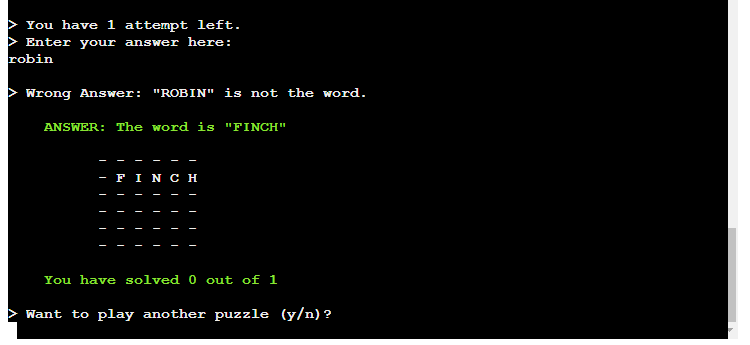 > You have 1 attempt left.
> Enter your answer here:
robin
> Wrong Answer: "ROBIN" is not the word.
ANSWER: The word is "FINCH"
- - - - - -
- F I N C H
- - - - - -
- - - - - -
- - - - - -
- - - - - -
You have solved 0 out of 1
> Want to play another puzzle (y/n)?